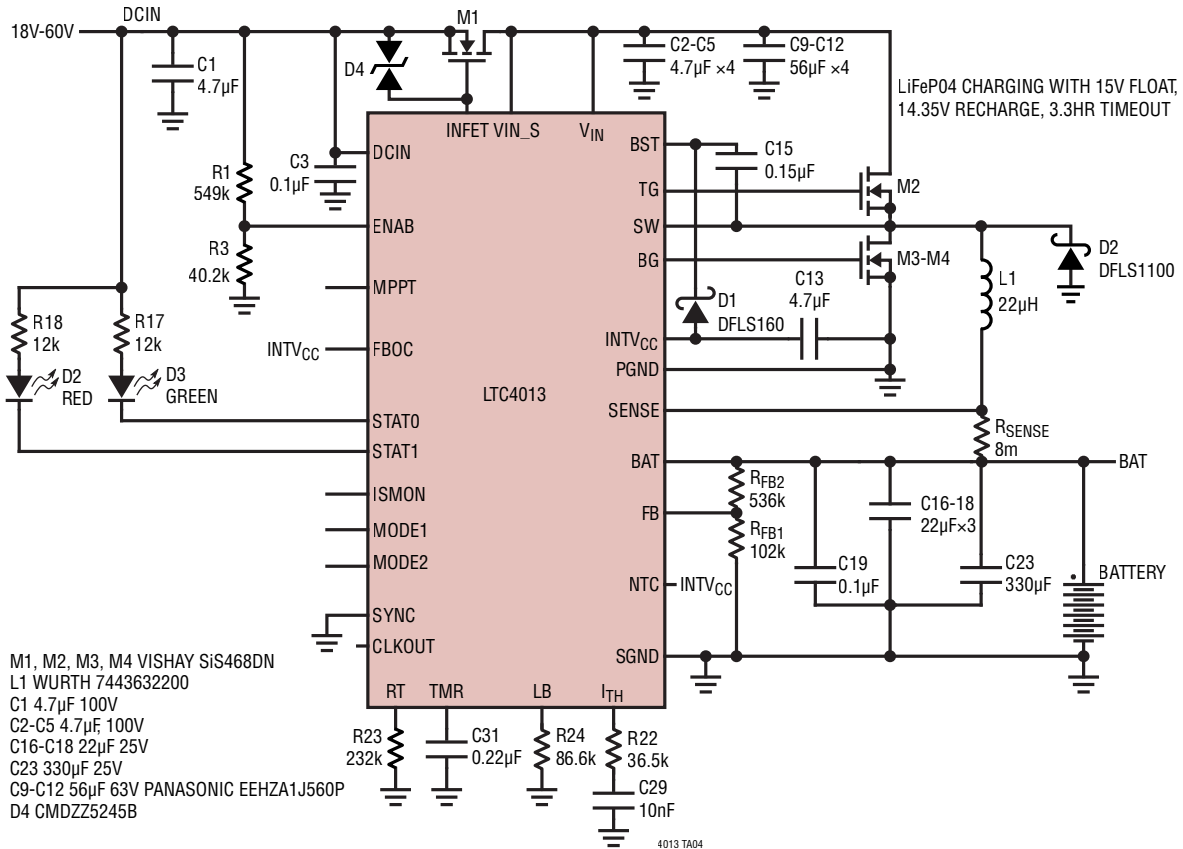 DCIN
18V-60V
M1
C1
4.7µF
D4
C2-C5
4.7µF ×4
C9-C12
56µF ×4
LiFePO4 CHARGING WITH 15V FLOAT,
14.35V RECHARGE, 3.3HR TIMEOUT
INFET VIN_S
VIN
DCIN
C3
0.1µF
R1
549k
ENAB
R3
40.2k
MPPT
INTVCC
FBOC
R18
12k
R17
12k
D2
RED
D3
GREEN
STAT0
STAT1
ISMON
MODE1
MODE2
SYNC
CLKOUT
LTC4013
BST
C15
0.15µF
TG
M2
SW
BG
M3-M4
D2
DFLS1100
L1
22µH
C13
4.7µF
D1
DFLS160
INTVCC
PGND
SENSE
RSENSE
8m
BAT
BAT
RFB2
536k
FB
RFB1
102k
C16-18
22µF×3
C19
0.1µF
C23
330µF
BATTERY
NTC
INTVCC
SGND
RT
TMR
LB
ITH
R23
232k
C31
0.22µF
R24
86.6k
R22
36.5k
C29
10nF
M1, M2, M3, M4 VISHAY SiS468DN
L1 WURTH 7443632200
C1 4.7µF 100V
C2-C5 4.7µF, 100V
C16-C18 22µF 25V
C23 330µF 25V
C9-C12 56µF 63V PANASONIC EEHZA1J560P
D4 CMDZZ5245B
4013 TA04